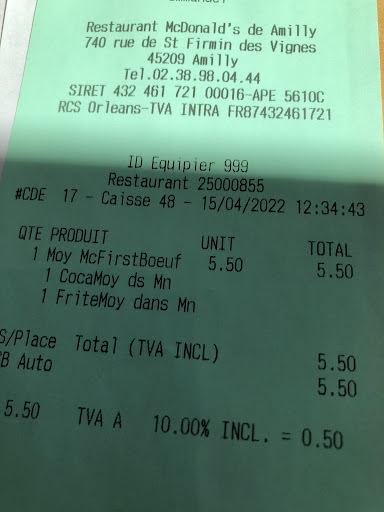 Restaurant McDonald's de Amilly
740 rue de St Firmin des Vignes
45209 Amilly
Tel.02.38.98.04.44
SIRET 432 461 721 00016-APE 5610C
RCS Orleans-TVA INTRA FR87432461721
ID Equipier 999
Restaurant 25000855
#CDE 17 - Caisse 48 - 15/04/2022 12:34:43
QTE PRODUIT UNIT TOTAL
1 Moy McFirstBoeuf 5.50 5.50
1 CocaMoy ds Mn
1 FriteMoy dans Mn
S/Place Total (TVA INCL) 5.50
B Auto 5.50
5.50 TVA A 10.00% INCL. = 0.50